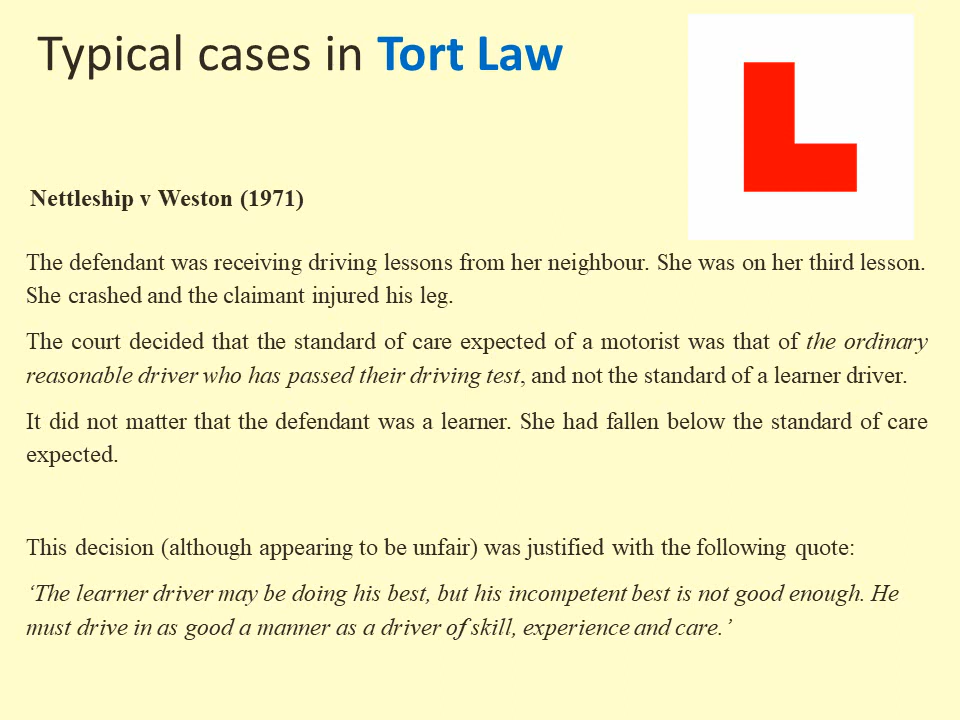 Typical cases in Tort Law
L
Nettleship v Weston (1971)
The defendant was receiving driving lessons from her neighbour. She was on her third lesson.
She crashed and the claimant injured his leg.
The court decided that the standard of care expected of a motorist was that of the ordinary
reasonable driver who has passed their driving test, and not the standard of a learner driver.
It did not matter that the defendant was a learner. She had fallen below the standard of care
expected.
This decision (although appearing to be unfair) was justified with the following quote:
‘The learner driver may be doing his best, but his incompetent best is not good enough. He
must drive in as good a manner as a driver of skill, experience and care.’